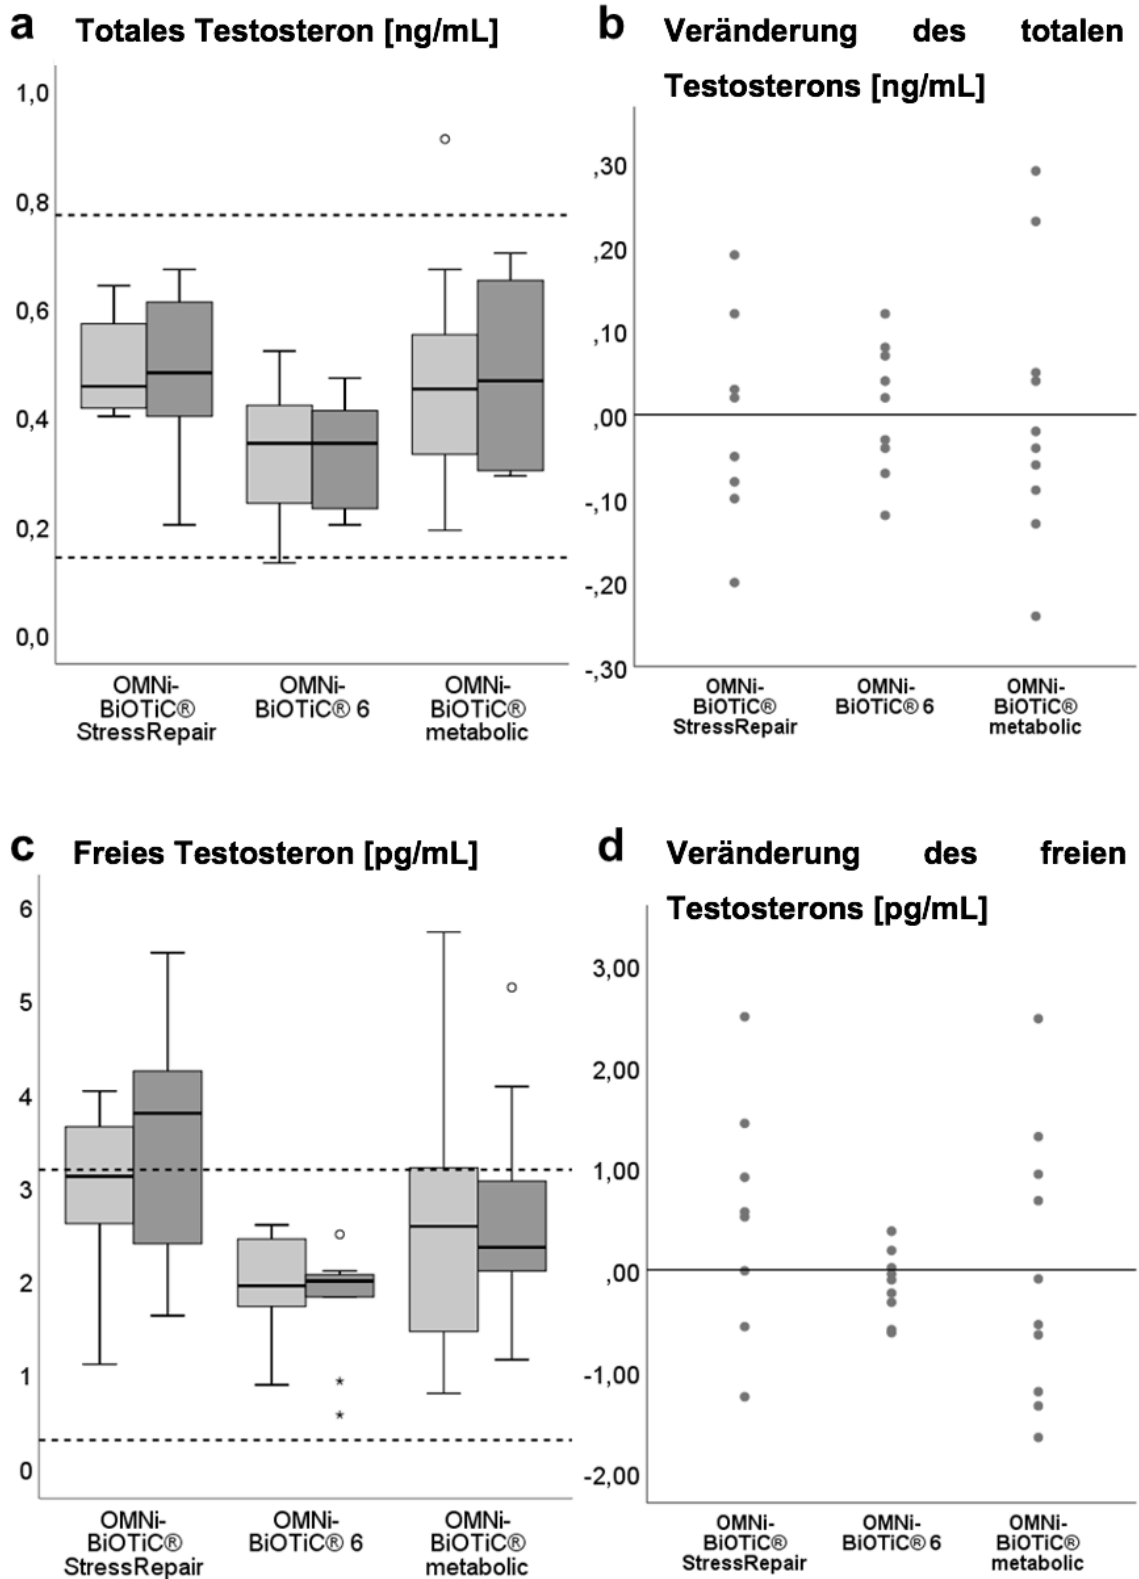 a Totales Testosteron [ng/mL]
1,0
0,8
0,6
0,4
0,2
0,0
OMNi-
BiOTiC®
StressRepair
OMNi-
BiOTiC® 6
OMNi-
BiOTiC®
metabolic
b Veränderung des totalen
Testosterons [ng/mL]
,30
,20
,10
,00
-,10
-,20
-,30
OMNi-
BiOTiC®
StressRepair
OMNi-
BiOTiC® 6
OMNi-
BiOTiC®
metabolic
c Freies Testosteron [pg/mL]
6
5
4
3
2
1
0
OMNi-
BiOTiC®
StressRepair
OMNi-
BiOTiC® 6
OMNi-
BiOTiC®
metabolic
d Veränderung des freien
Testosterons [pg/mL]
3,00
2,00
1,00
,00
-1,00
-2,00
OMNi-
BiOTiC®
StressRepair
OMNi-
BiOTiC® 6
OMNi-
BiOTiC®
metabolic